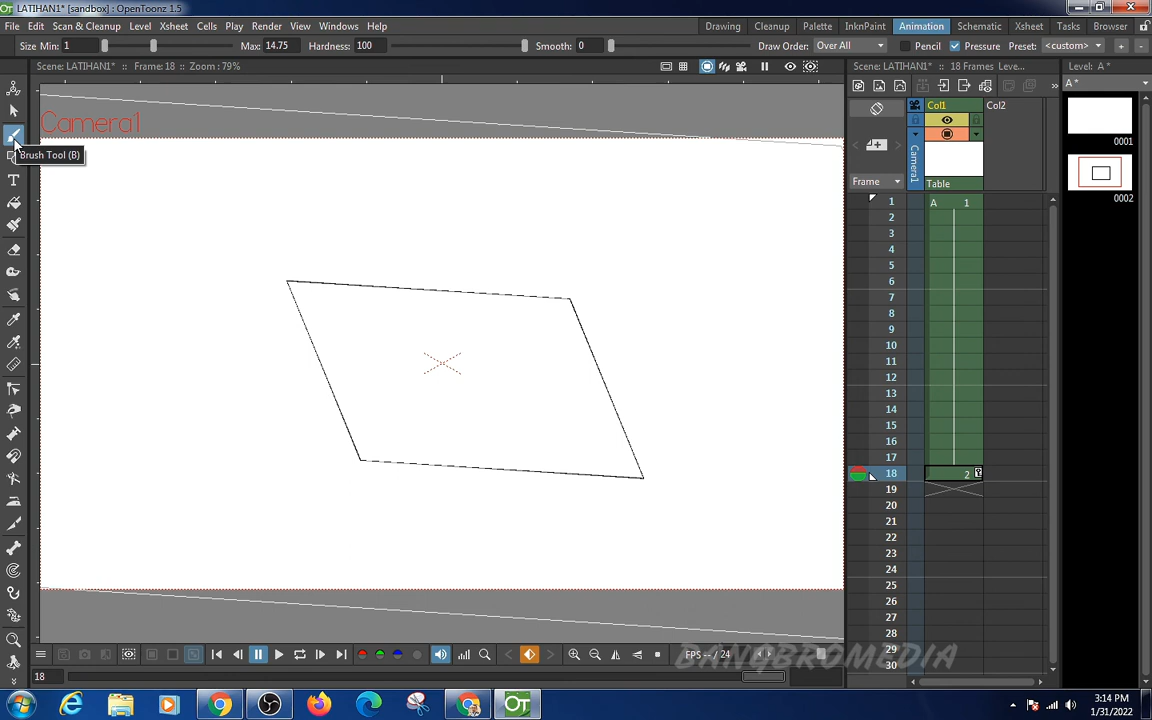 LATIHAN1* [sandbox] - OpenToonz 1.5
File Edit Scan & Cleanup Level Xsheet Cells Play Render View Windows Help
Drawing Cleanup Palette InknPaint Animation Schematic Xsheet Tasks Browser
Size Min: 1 Max: 14.75 Hardness: 100 Smooth: 0 Draw Order: Over All Pencil Pressure Preset: <custom> + -
Scene: LATIHAN1* : Frame: 18 : Zoom : 79%
Scene: LATIHAN1* : 18 Frames Leve...
Level: A *
A *
Camera1
Col1
Col2
0001
Brush Tool (B)
Camera1
Frame
Table
0002
1 A 1
2
3
4
5
6
7
8
9
10
11
12
13
14
15
16
17
18 2
19
20
21
22
23
24
25
26
27
28
29
30
FPS -- / 24
BANGBROMEDIA
18
3:14 PM
1/31/2022